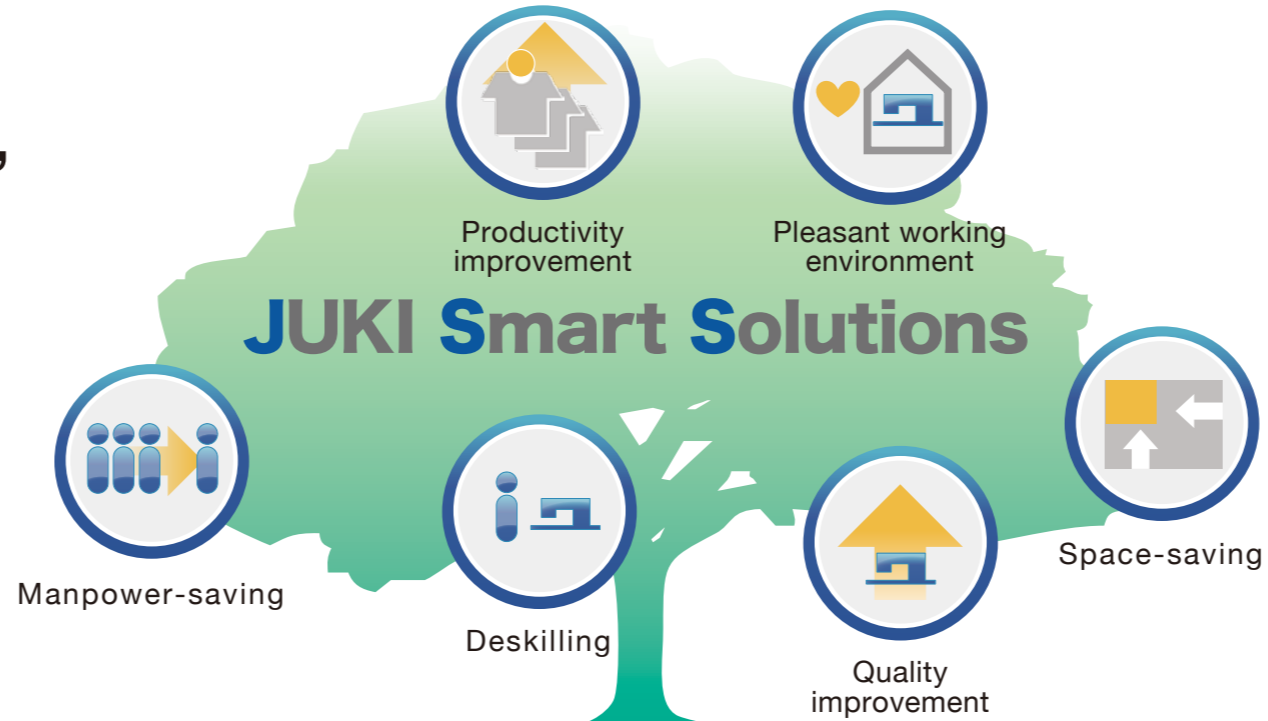 Productivity
improvement
Pleasant working
environment
JUKI Smart Solutions
Manpower-saving
Deskilling
Quality
improvement
Space-saving